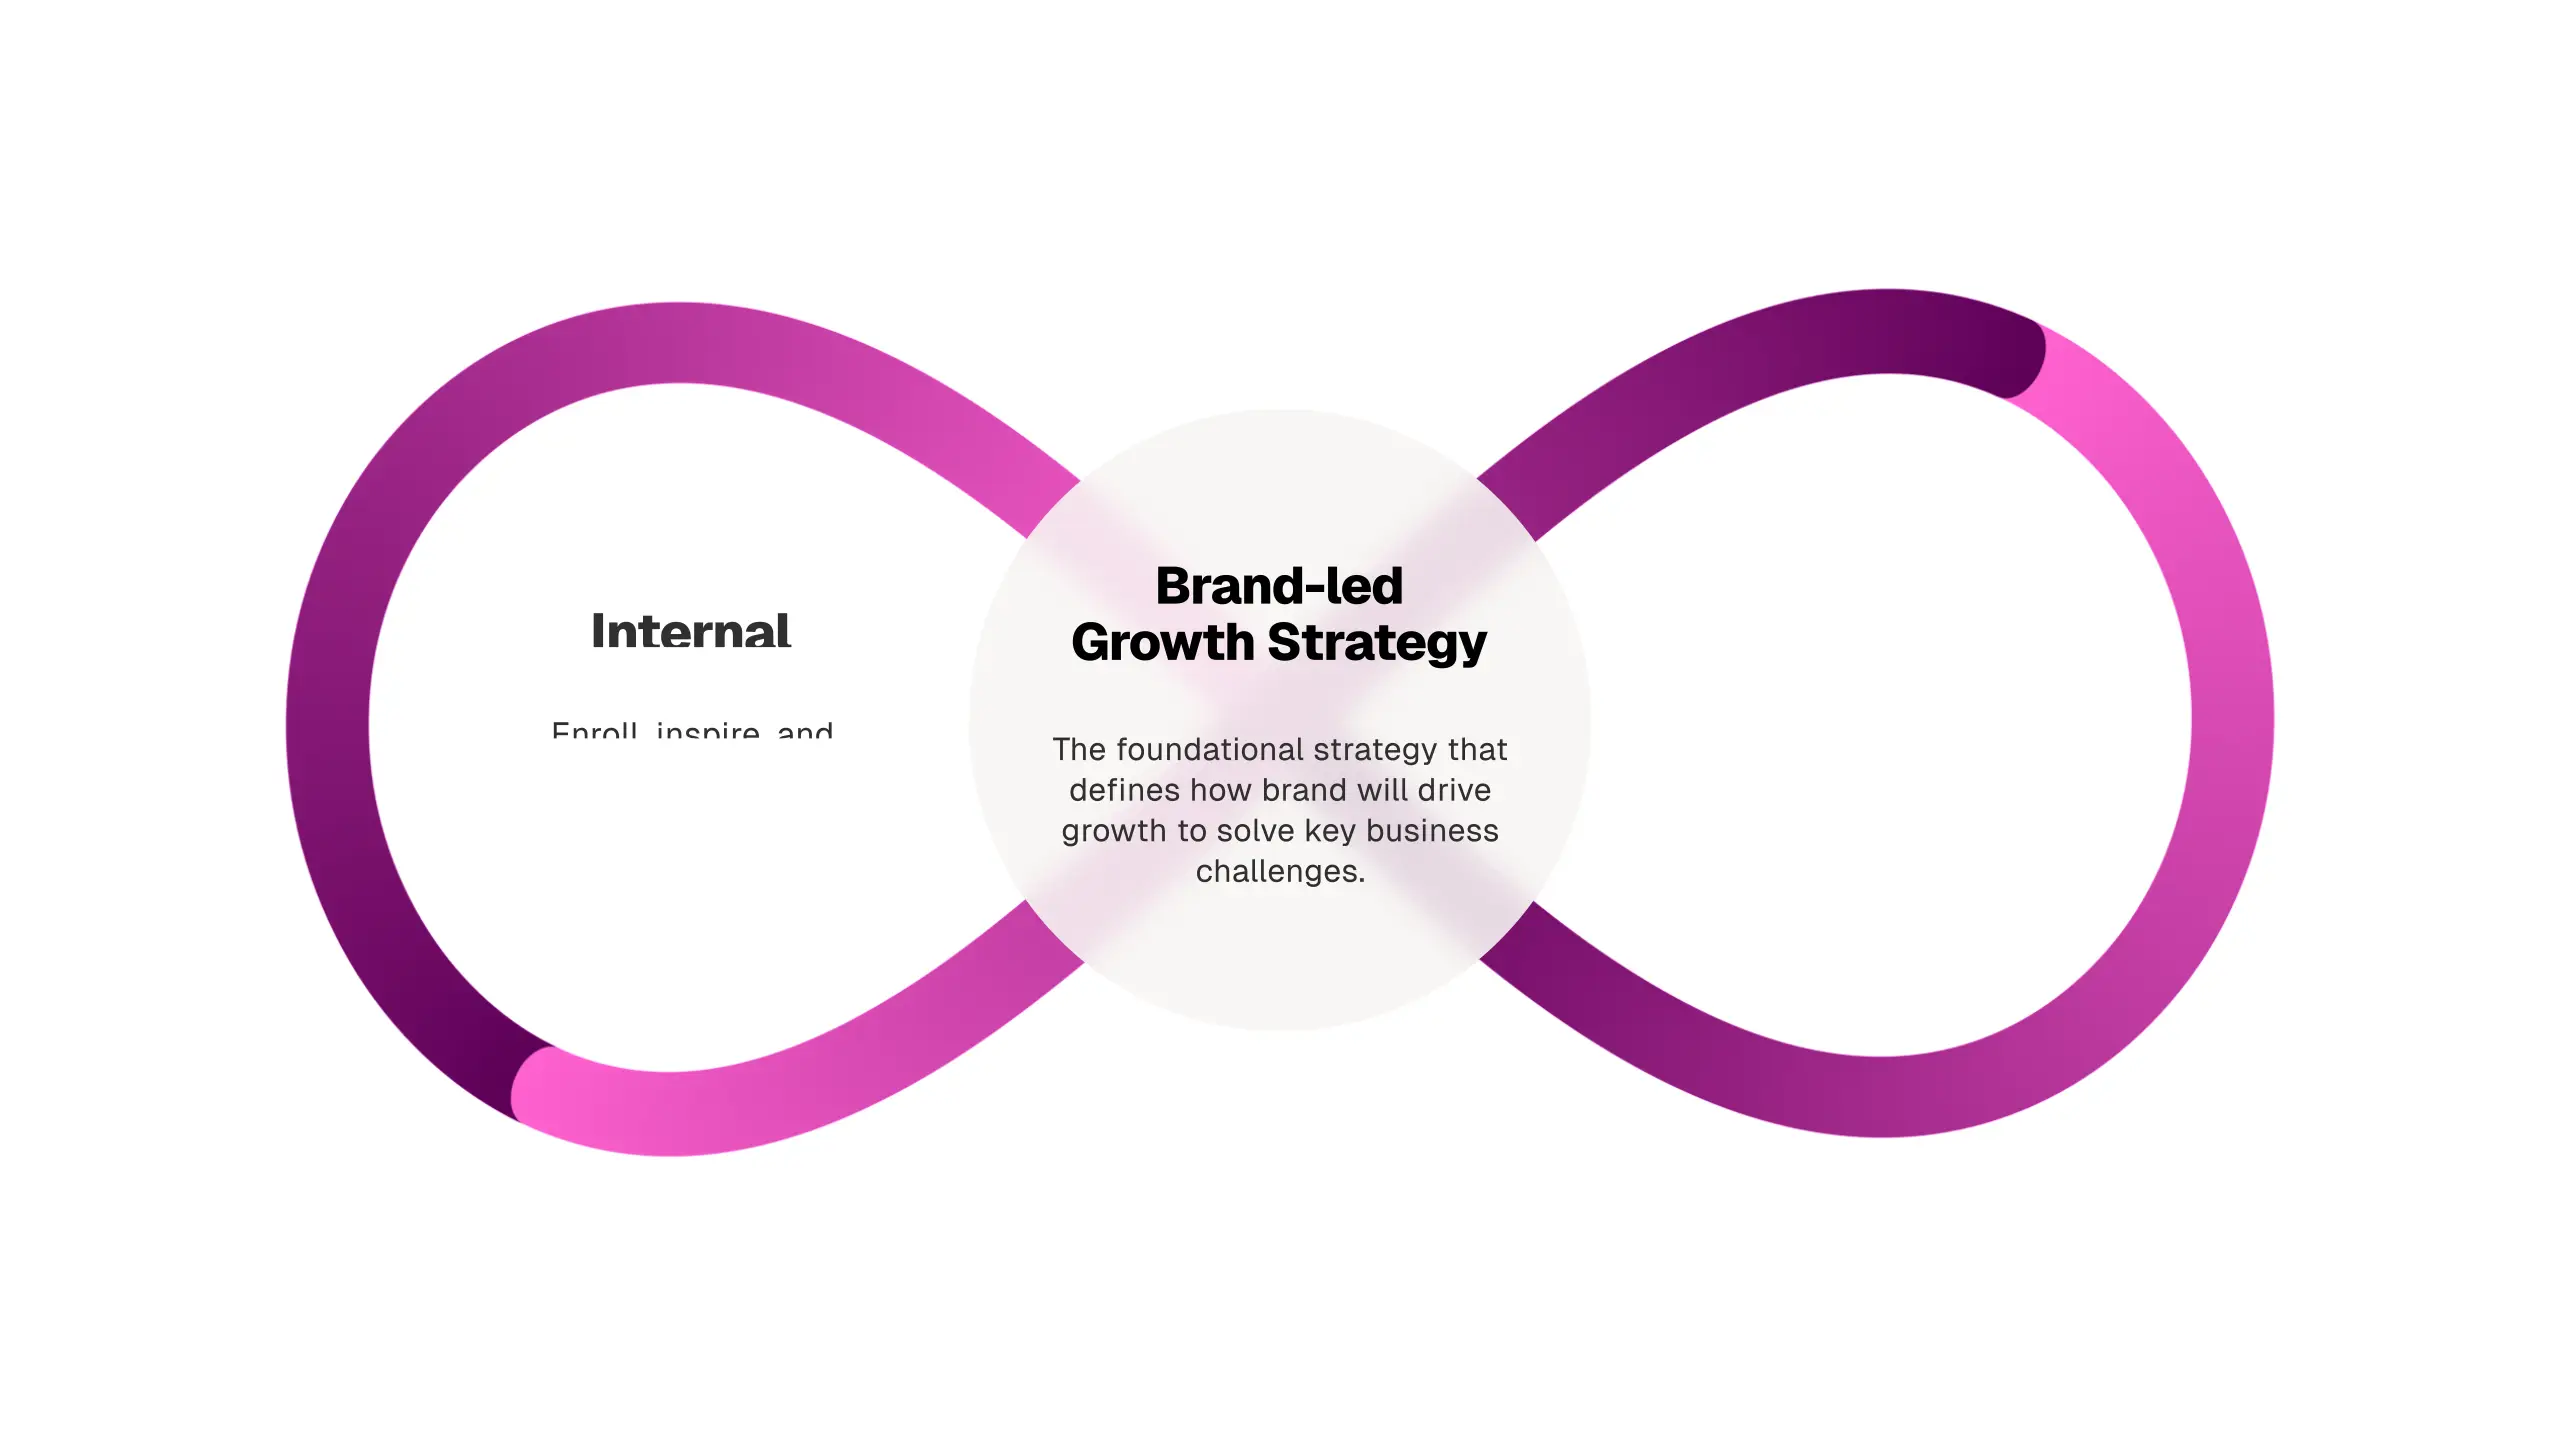 Internal
Enroll, inspire, and
Brand-led
Growth Strategy
The foundational strategy that
defines how brand will drive
growth to solve key business
challenges.